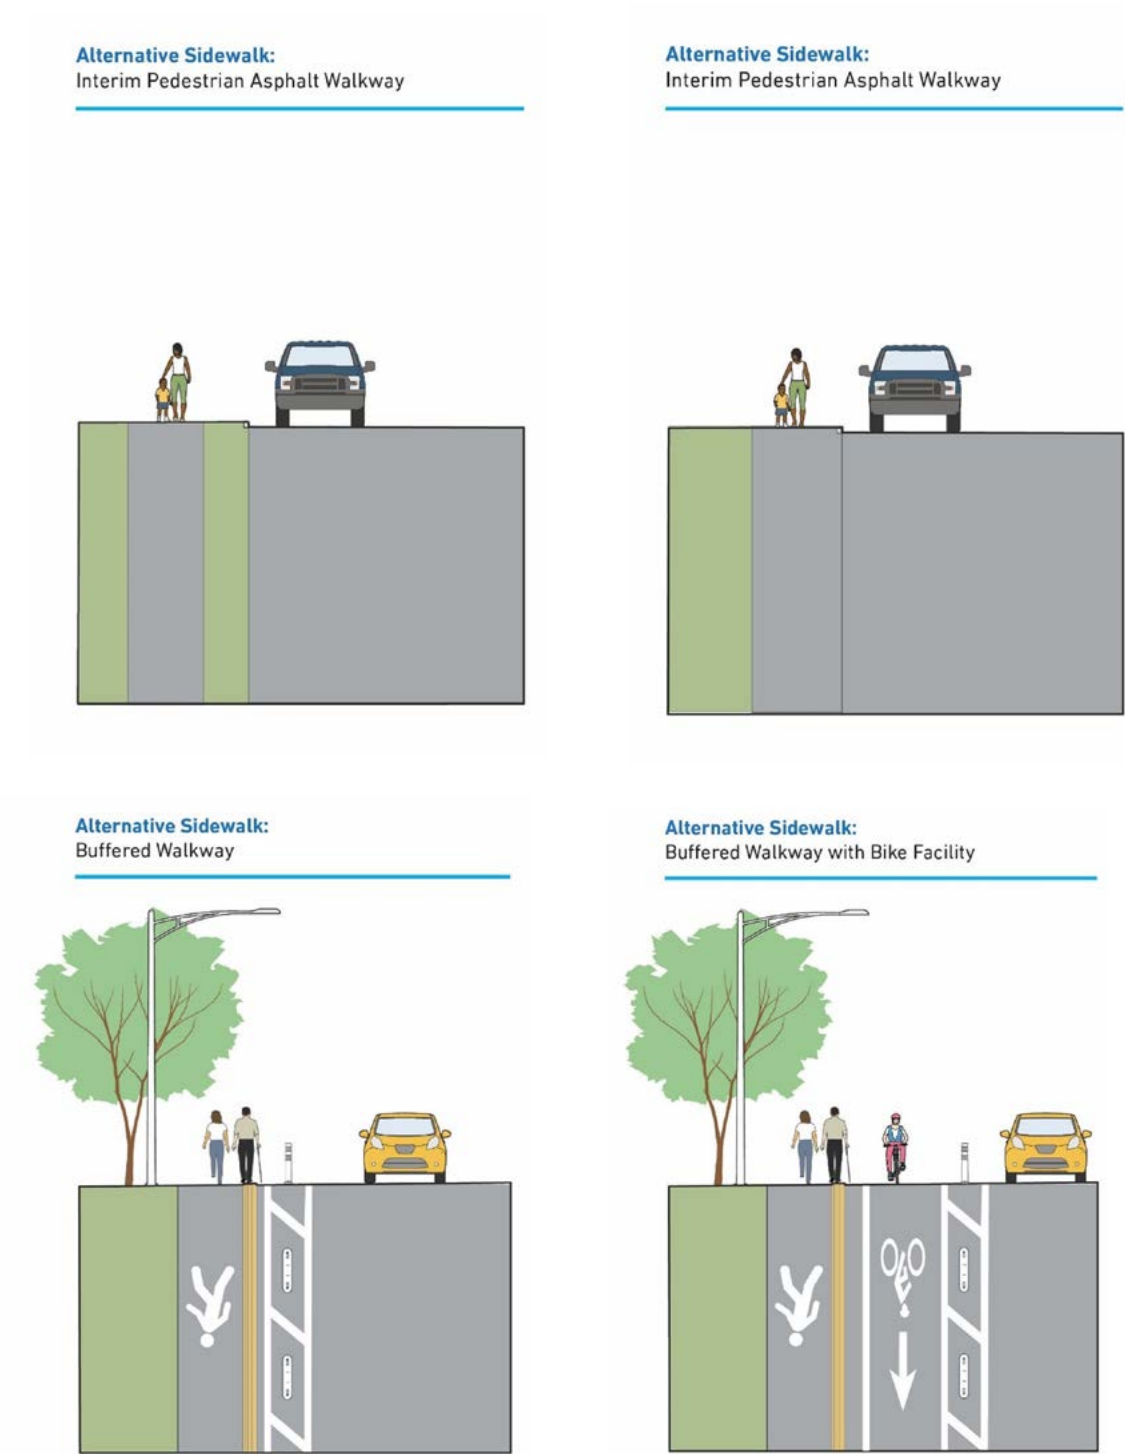 Alternative Sidewalk:
Interim Pedestrian Asphalt Walkway
Alternative Sidewalk:
Interim Pedestrian Asphalt Walkway
Alternative Sidewalk:
Buffered Walkway
Alternative Sidewalk:
Buffered Walkway with Bike Facility